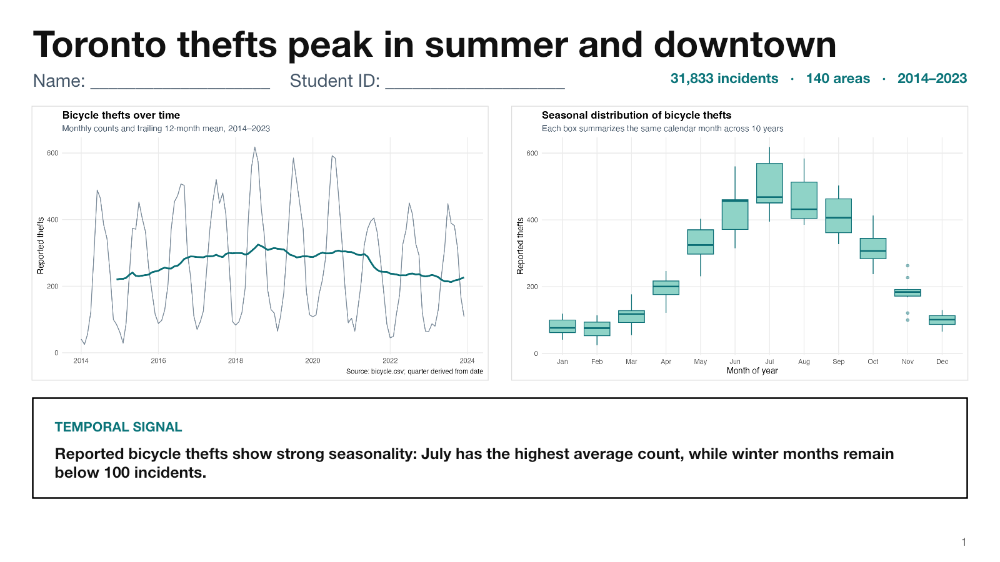 Toronto thefts peak in summer and downtown
Name: ____________________ Student ID: ____________________
31,833 incidents · 140 areas · 2014–2023
Bicycle thefts over time
Monthly counts and trailing 12-month mean, 2014–2023
Reported thefts
600
400
200
0
2014 2016 2018 2020 2022 2024
Source: bicycle.csv; quarter derived from date
Seasonal distribution of bicycle thefts
Each box summarizes the same calendar month across 10 years
Reported thefts
600
400
200
0
Jan Feb Mar Apr May Jun Jul Aug Sep Oct Nov Dec
Month of year
TEMPORAL SIGNAL
Reported bicycle thefts show strong seasonality: July has the highest average count, while winter months remain
below 100 incidents.
1